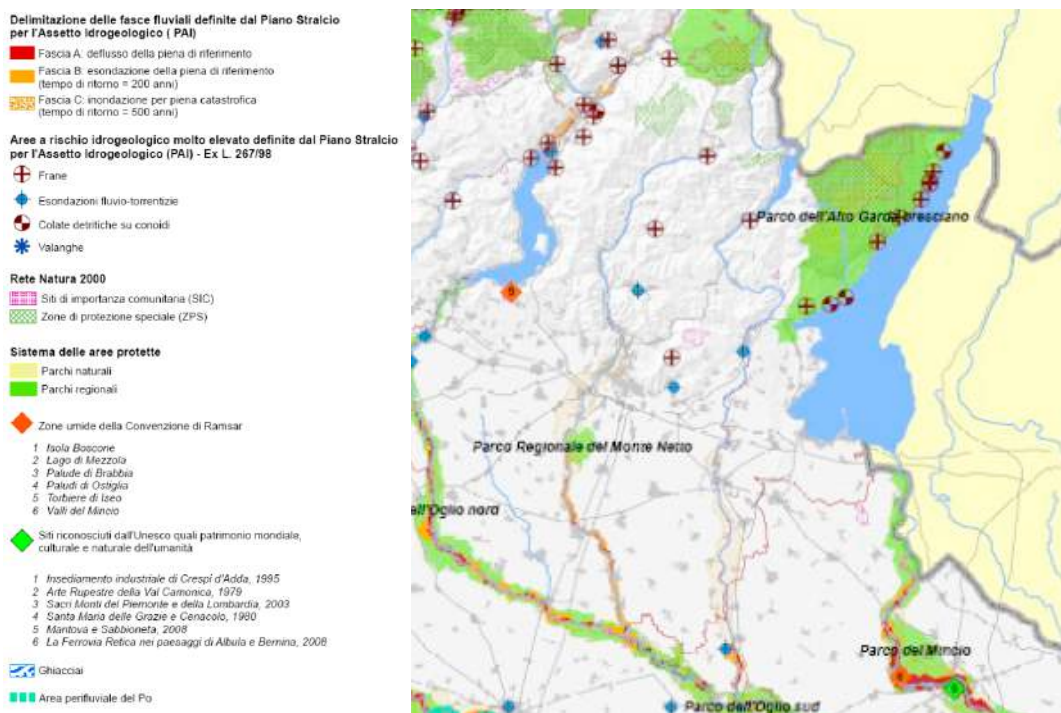 Delimitazione delle fasce fluviali definite dal Piano Stralcio
per l'Assetto Idrogeologico ( PAI)
Fascia A: deflusso della piena di riferimento
Fascia B: esondazione della piena di riferimento
(tempo di ritorno = 200 anni)
Fascia C: inondazione per piena catastrofica
(tempo di ritorno = 500 anni)
Aree a rischio idrogeologico molto elevato definite dal Piano Stralcio
per l'Assetto Idrogeologico (PAI) - Ex L. 267/98
Frane
Esondazioni fluvio-torrentizie
Colate detritiche su conoidi
Valanghe
Rete Natura 2000
Siti di importanza comunitaria (SIC)
Zone di protezione speciale (ZPS)
Sistema delle aree protette
Parchi naturali
Parchi regionali
Zone umide della Convenzione di Ramsar
1 Isola Boscone
2 Lago di Mezzola
3 Palude di Brabbia
4 Paludi di Ostiglia
5 Torbiere di Iseo
6 Valli del Mincio
Siti riconosciuti dall'Unesco quali patrimonio mondiale,
culturale e naturale dell'umanità
1 Insediamento industriale di Crespi d'Adda, 1995
2 Arte Rupestre della Val Camonica, 1979
3 Sacri Monti del Piemonte e della Lombardia, 2003
4 Santa Maria delle Grazie e Cenacolo, 1980
5 Mantova e Sabbioneta, 2008
6 La Ferrovia Retica nei paesaggi di Albula e Bernina, 2008
Ghiacciai
Area perifluviale del Po
Parco dell'Alto Garda bresciano
5
Parco Regionale del Monte Netto
ell'Oglio nord
Parco del Mincio
6
5
Parco dell'Oglio sud